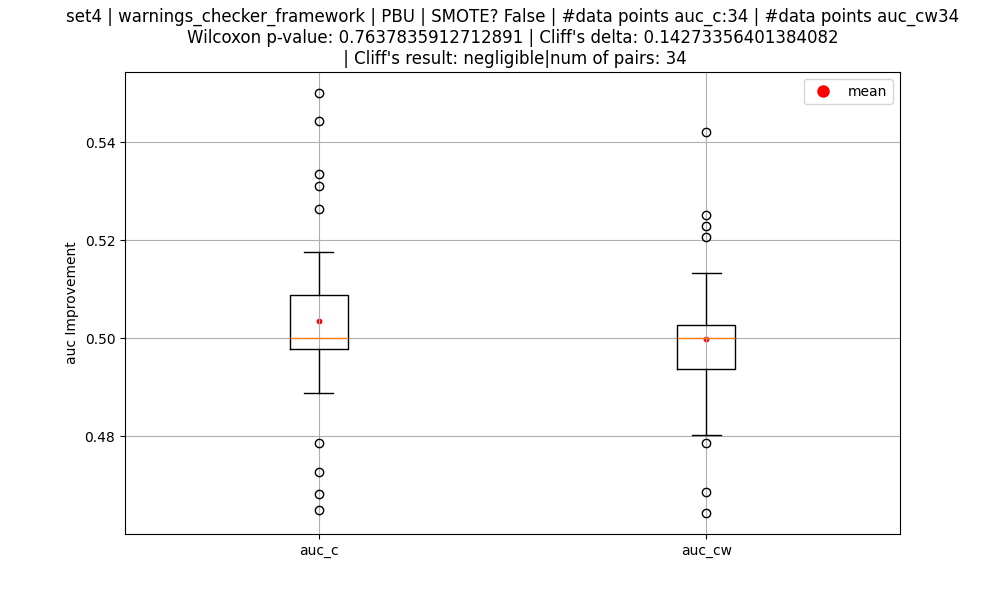 set4 | warnings_checker_framework | PBU | SMOTE? False | #data points auc_c:34 | #data points auc_cw34
Wilcoxon p-value: 0.7637835912712891 | Cliff's delta: 0.14273356401384082
| Cliff's result: negligible|num of pairs: 34
mean
0.54
0.52
0.50
0.48
auc Improvement
auc_c
auc_cw